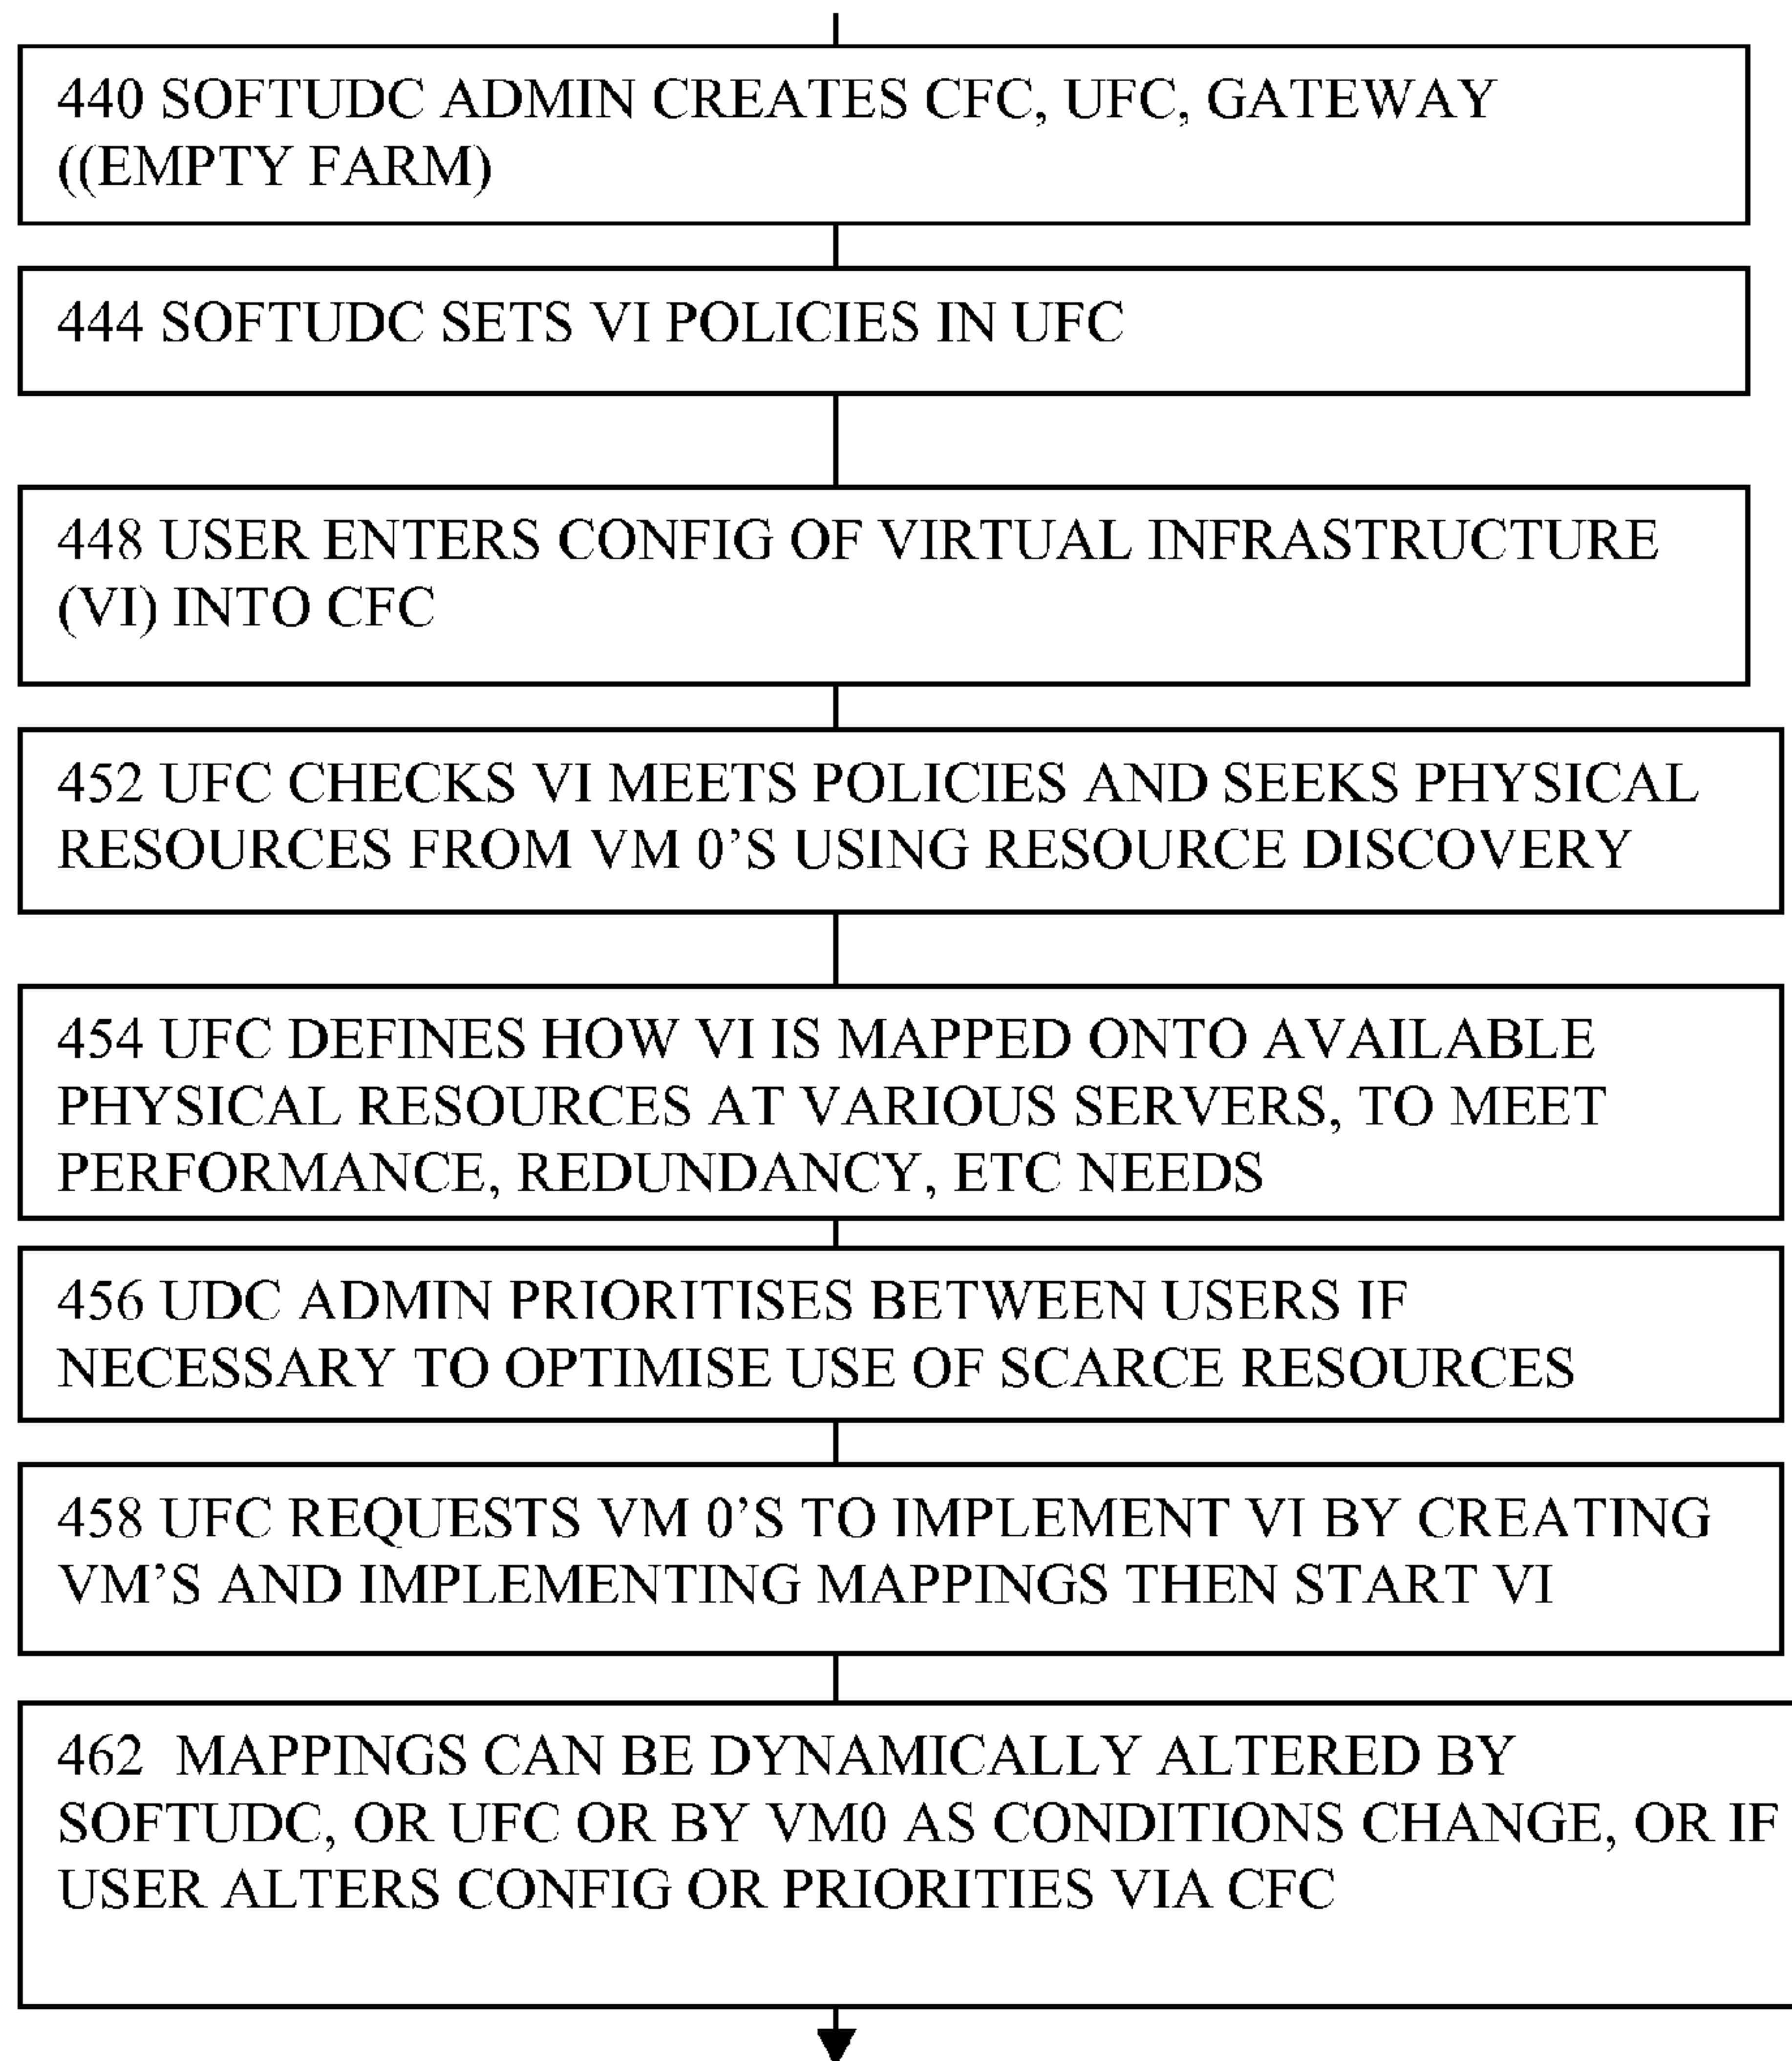 440 SOFTUDC ADMIN CREATES CFC, UFC, GATEWAY
((EMPTY FARM)
444 SOFTUDC SETS VI POLICIES IN UFC
448 USER ENTERS CONFIG OF VIRTUAL INFRASTRUCTURE
(VI) INTO CFC
452 UFC CHECKS VI MEETS POLICIES AND SEEKS PHYSICAL
RESOURCES FROM VM 0'S USING RESOURCE DISCOVERY
454 UFC DEFINES HOW VI IS MAPPED ONTO AVAILABLE
PHYSICAL RESOURCES AT VARIOUS SERVERS, TO MEET
PERFORMANCE, REDUNDANCY, ETC NEEDS
456 UDC ADMIN PRIORITISES BETWEEN USERS IF
NECESSARY TO OPTIMISE USE OF SCARCE RESOURCES
458 UFC REQUESTS VM 0'S TO IMPLEMENT VI BY CREATING
VM'S AND IMPLEMENTING MAPPINGS THEN START VI
462 MAPPINGS CAN BE DYNAMICALLY ALTERED BY
SOFTUDC, OR UFC OR BY VM0 AS CONDITIONS CHANGE, OR IF
USER ALTERS CONFIG OR PRIORITIES VIA CFC